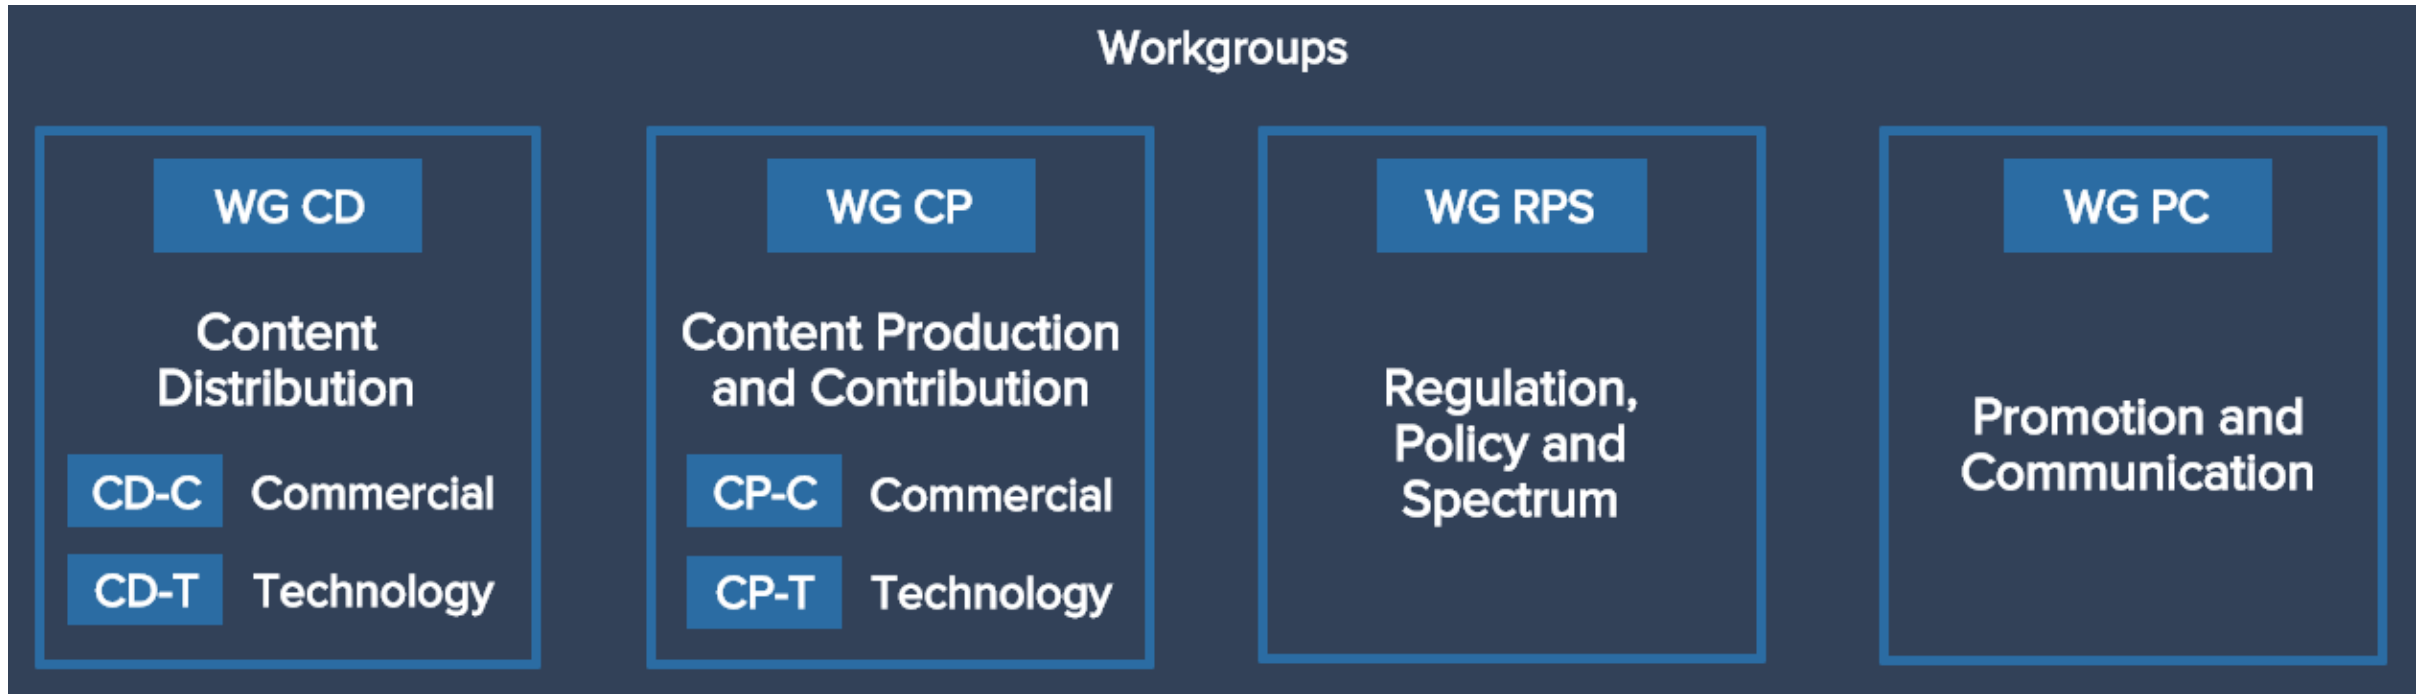 Workgroups
WG CD
Content
Distribution
CD-C Commercial
CD-T Technology
WG CP
Content Production
and Contribution
CP-C Commercial
CP-T Technology
WG RPS
Regulation,
Policy and
Spectrum
WG PC
Promotion and
Communication